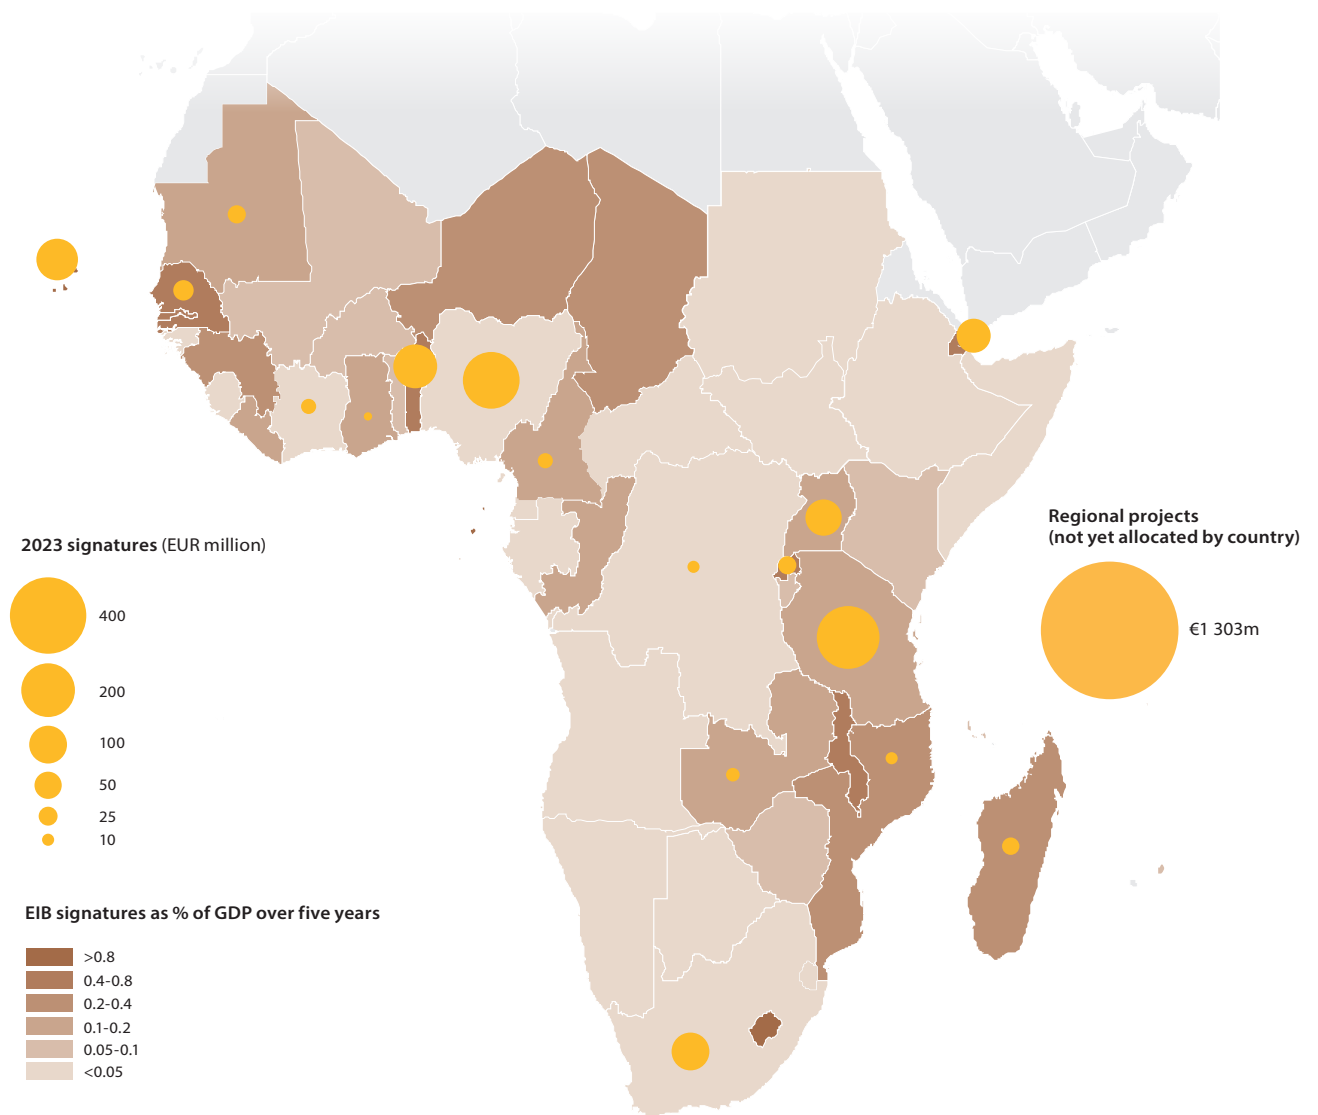 Regional projects
(not yet allocated by country)
€1 303m
2023 signatures (EUR million)
400
200
100
50
25
10
EIB signatures as % of GDP over five years
>0.8
0.4-0.8
0.2-0.4
0.1-0.2
0.05-0.1
<0.05